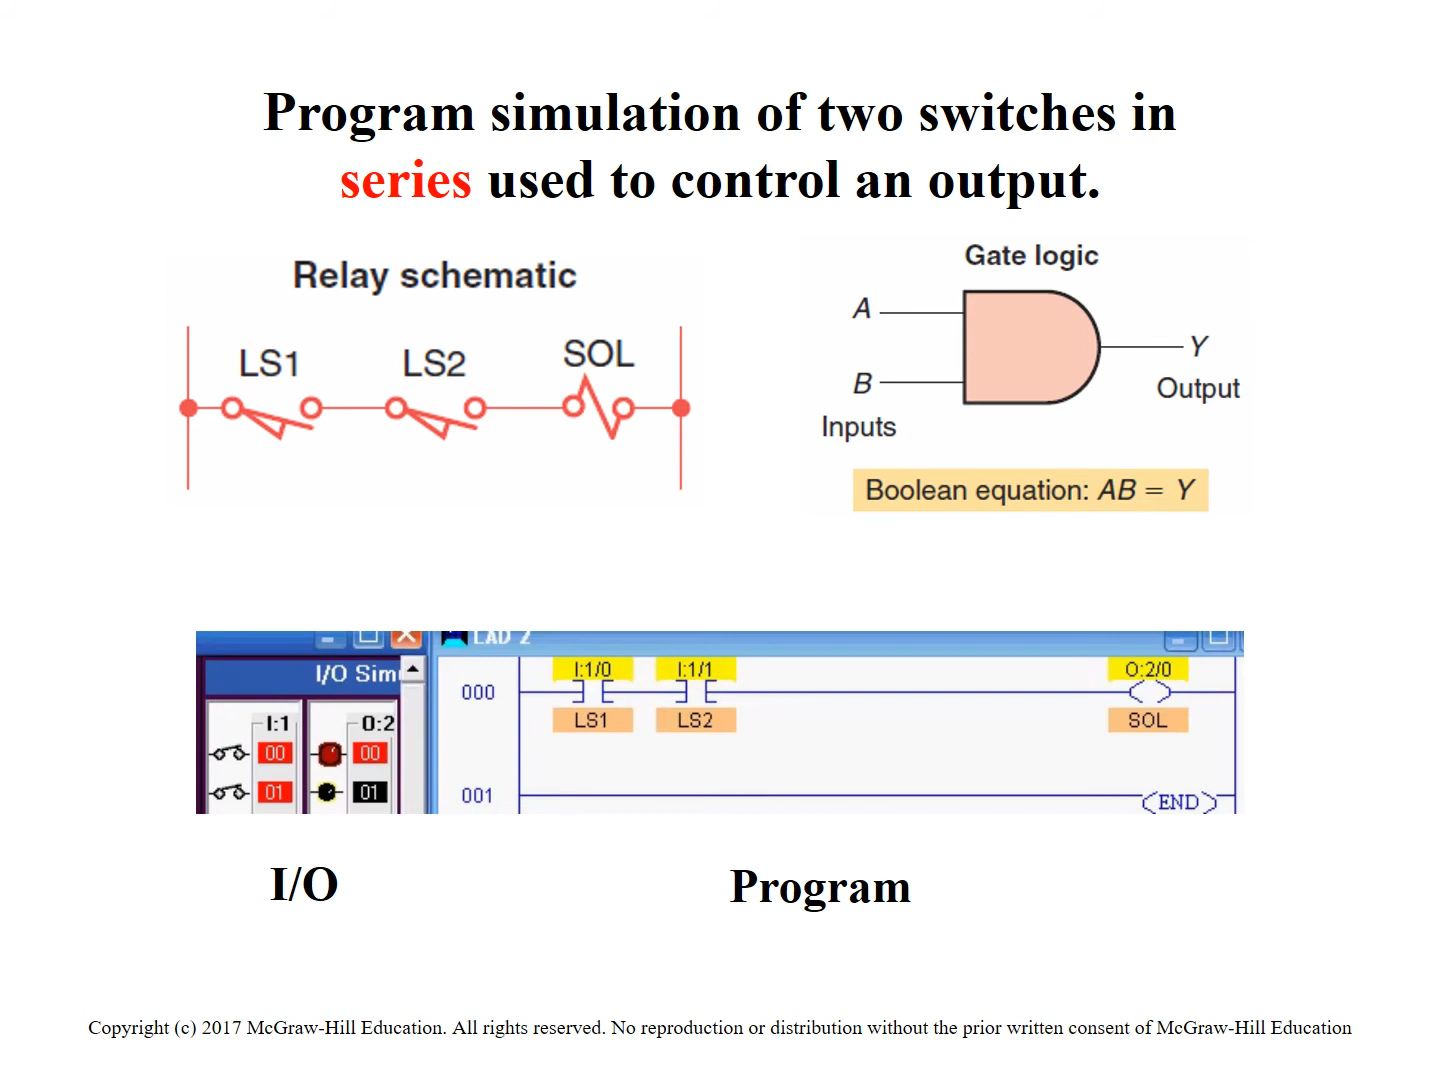 Program simulation of two switches in
series used to control an output.
Relay schematic
LS1 LS2 SOL
Gate logic
A
Y
B
Output
Inputs
Boolean equation: AB = Y
LAD 2
I/O Sim
I:1/0 I:1/1 O:2/0
000
LS1 LS2 SOL
I:1 O:2
00 00
01 01
001
END
I/O
Program
Copyright (c) 2017 McGraw-Hill Education. All rights reserved. No reproduction or distribution without the prior written consent of McGraw-Hill Education